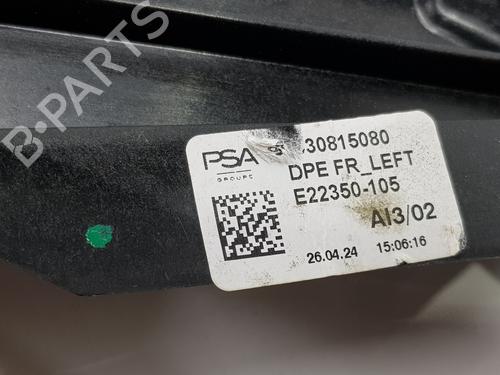 B-PARTS
PSA
GROUPE
30815080
DPE FR_LEFT
E22350-105
AI3/02
26.04.24 15:06:16